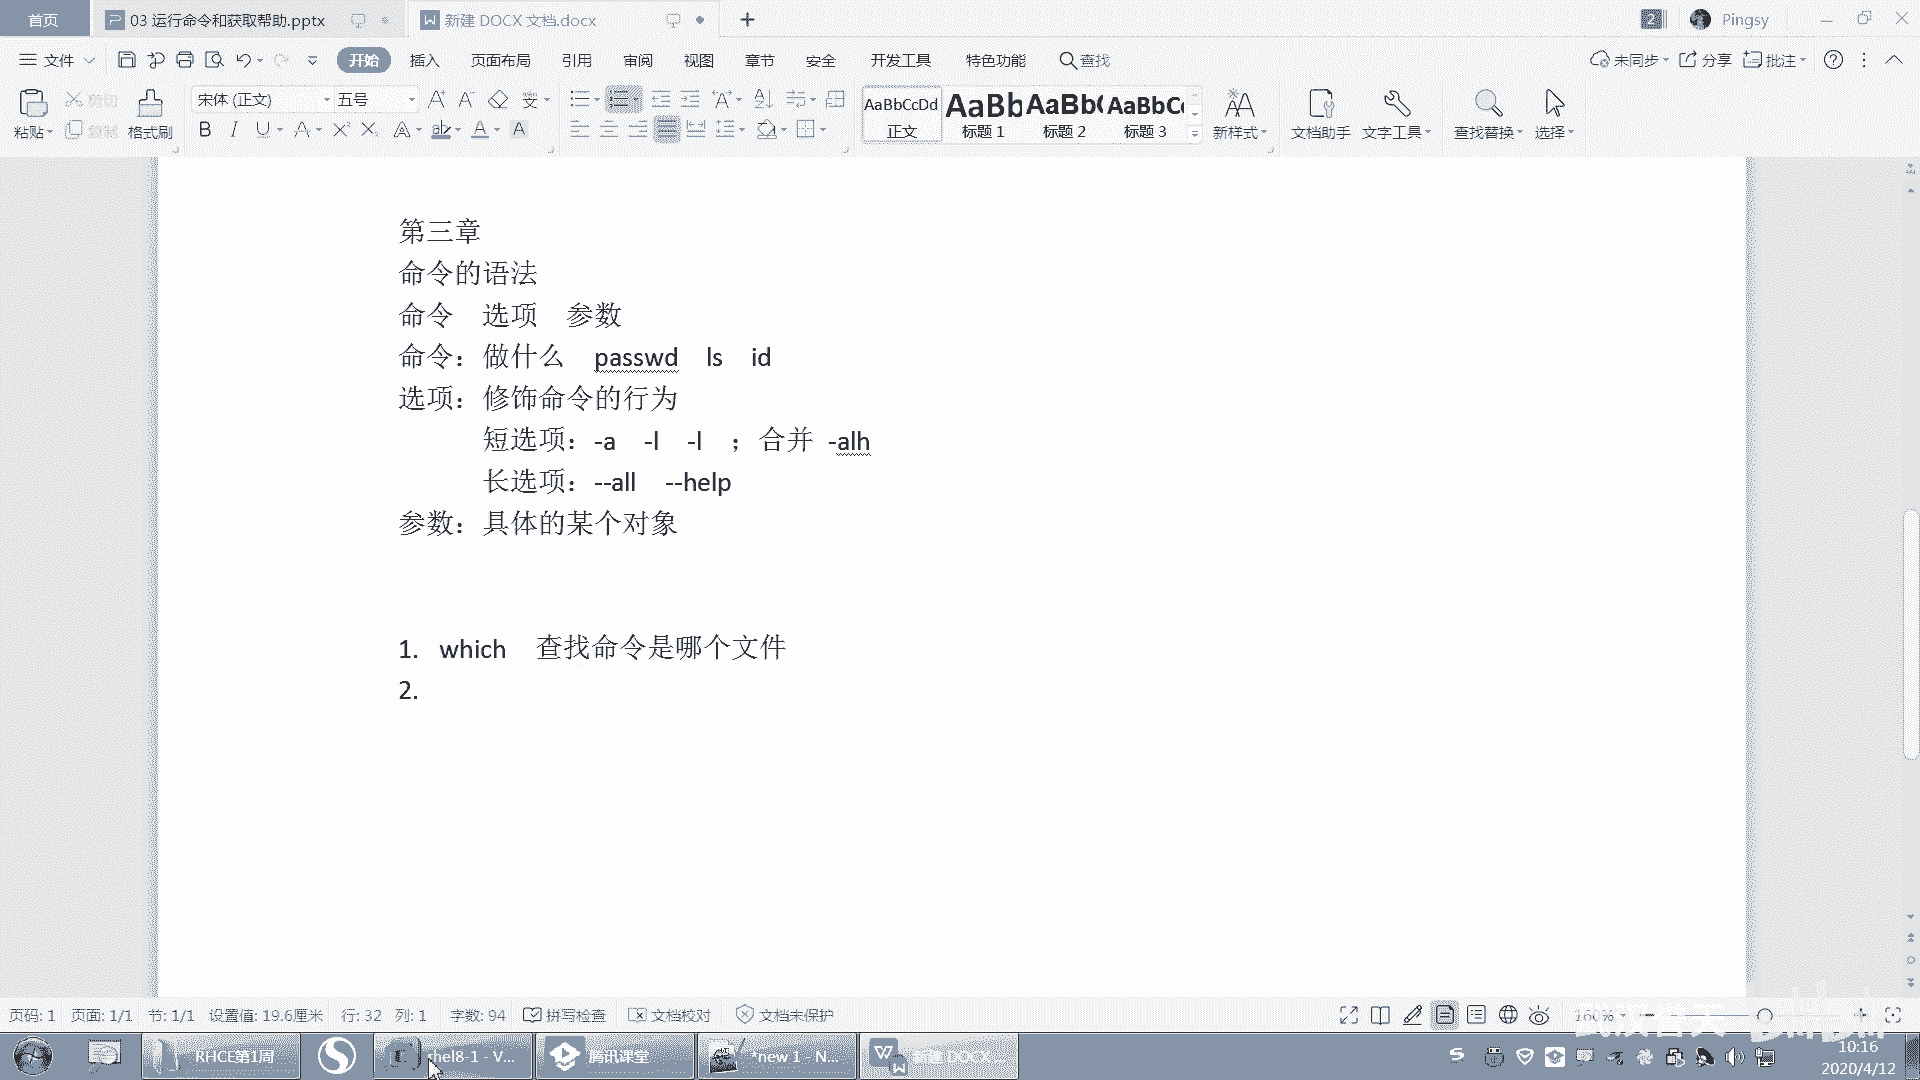 首页 03 运行命令和获取帮助.pptx 新建 DOCX 文档.docx + 2 Pingsy
文件 开始 插入 页面布局 引用 审阅 视图 章节 安全 开发工具 特色功能 查找 未同步 分享 批注
粘贴 剪切 复制 格式刷 宋体 (正文) 五号
AaBbCcDd AaBb AaBb( AaBbC
正文 标题 1 标题 2 标题 3 新样式 文档助手 文字工具 查找替换 选择
第三章
命令的语法
命令 选项 参数
命令：做什么 passwd ls id
选项：修饰命令的行为
短选项：-a -l -l ；合并 -alh
长选项：--all --help
参数：具体的某个对象
1. which 查找命令是哪个文件
2.
页码: 1 页面: 1/1 节: 1/1 设置值: 19.6厘米 行: 32 列: 1 字数: 94 拼写检查 文档校对 文档未保护 160%
RHCE第1周 rhel8-1 - V... 腾讯课堂 *new 1 - N... 新建 DOCX ...
10:16
2020/4/12